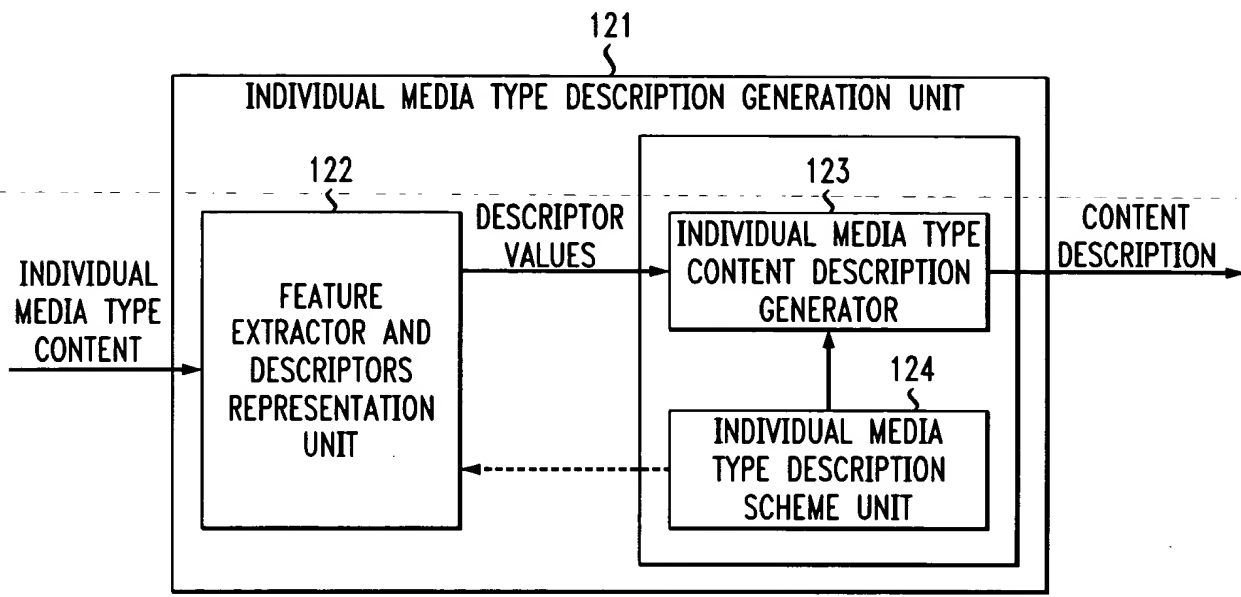 121
INDIVIDUAL MEDIA TYPE DESCRIPTION GENERATION UNIT
122
123
DESCRIPTOR
VALUES
CONTENT
DESCRIPTION
INDIVIDUAL MEDIA TYPE
CONTENT DESCRIPTION
GENERATOR
INDIVIDUAL
MEDIA TYPE
CONTENT
FEATURE
EXTRACTOR AND
DESCRIPTORS
REPRESENTATION
UNIT
124
INDIVIDUAL MEDIA
TYPE DESCRIPTION
SCHEME UNIT